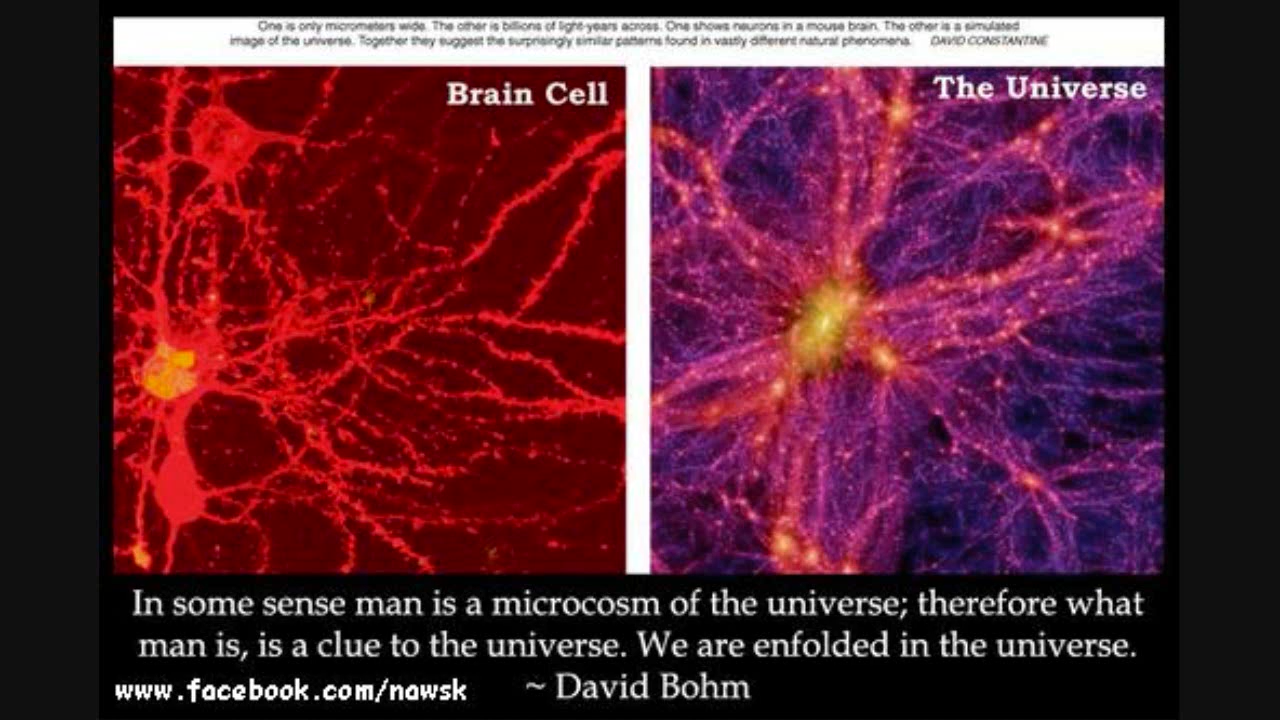 One is only micrometers wide. The other is billions of light-years across. One shows neurons in a mouse brain. The other is a simulated
image of the universe. Together they suggest the surprisingly similar patterns found in vastly different natural phenomena. DAVID CONSTANTINE
Brain Cell
The Universe
In some sense man is a microcosm of the universe; therefore what
man is, is a clue to the universe. We are enfolded in the universe.
~ David Bohm
www.facebook.com/nawsk